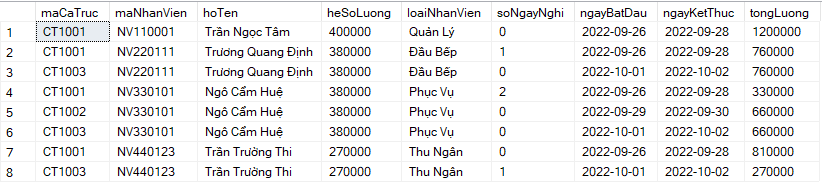 maCaTruc maNhanVien hoTen heSoLuong loaiNhanVien soNgayNghi ngayBatDau ngayKetThuc tongLuong
1 CT1001 NV110001 Trần Ngọc Tâm 400000 Quản Lý 0 2022-09-26 2022-09-28 1200000
2 CT1001 NV220111 Trương Quang Định 380000 Đầu Bếp 1 2022-09-26 2022-09-28 760000
3 CT1003 NV220111 Trương Quang Định 380000 Đầu Bếp 0 2022-10-01 2022-10-02 760000
4 CT1001 NV330101 Ngô Cẩm Huệ 380000 Phục Vụ 2 2022-09-26 2022-09-28 330000
5 CT1002 NV330101 Ngô Cẩm Huệ 380000 Phục Vụ 0 2022-09-29 2022-09-30 660000
6 CT1003 NV330101 Ngô Cẩm Huệ 380000 Phục Vụ 0 2022-10-01 2022-10-02 660000
7 CT1001 NV440123 Trần Trường Thi 270000 Thu Ngân 0 2022-09-26 2022-09-28 810000
8 CT1003 NV440123 Trần Trường Thi 270000 Thu Ngân 1 2022-10-01 2022-10-02 270000